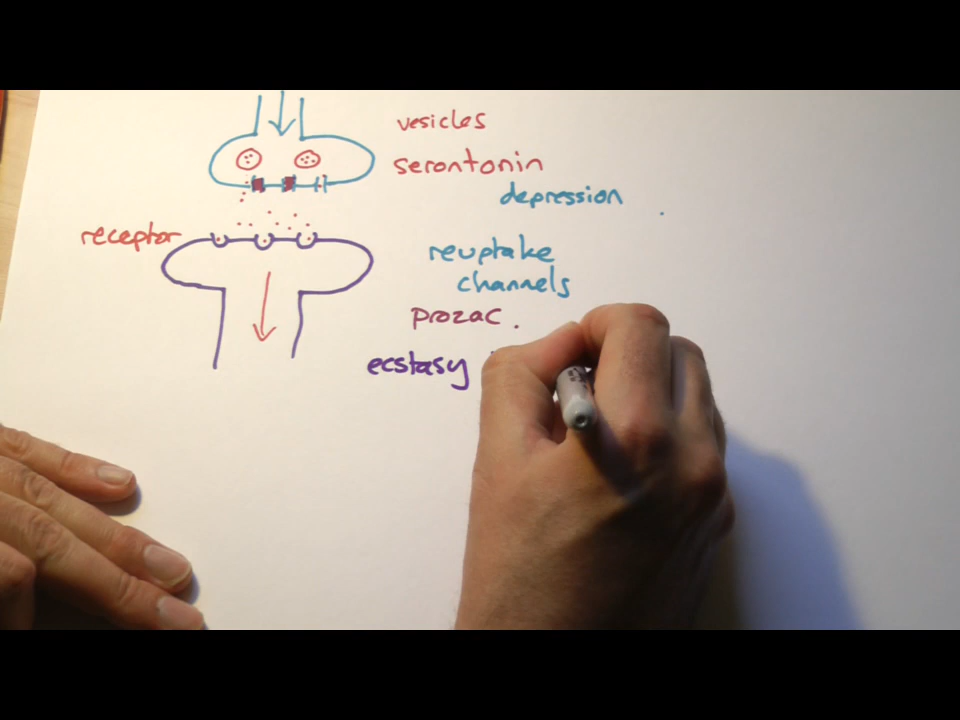 vesicles
serontonin
depression
receptor
reuptake
channels
prozac.
ecstasy